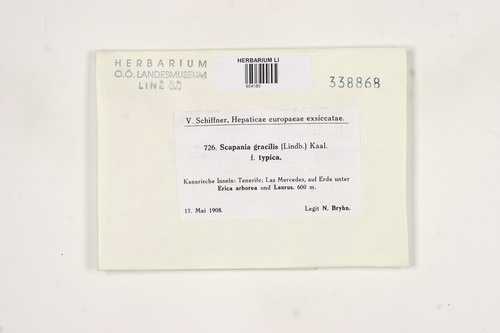 HERBARIUM
O.Ö. LANDESMUSEUM
LINZ (L)
HERBARIUM LI
654180
338868
V. Schiffner, Hepaticae europaeae exsiccatae.
726. Scapania gracilis (Lindb.) Kaal.
f. typica.
Kanarische Inseln: Tenerife; Las Mercedes, auf Erde unter
Erica arborea und Laurus. 600 m.
17. Mai 1908.
Legit N. Bryhn.